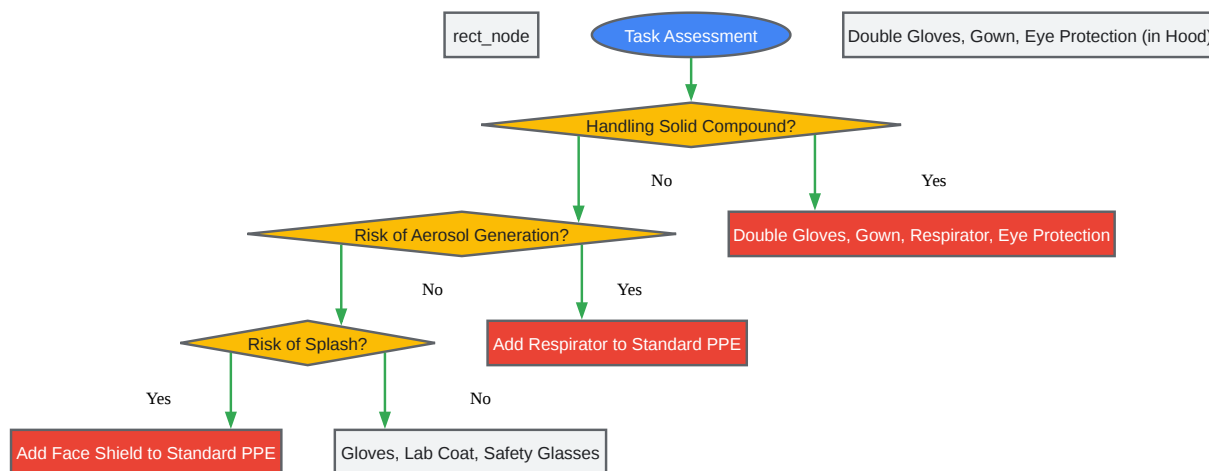 rect_node
Task Assessment
Double Gloves, Gown, Eye Protection (in Hood)
Handling Solid Compound?
No
Yes
Risk of Aerosol Generation?
Double Gloves, Gown, Respirator, Eye Protection
No
Yes
Risk of Splash?
Add Respirator to Standard PPE
Yes
No
Add Face Shield to Standard PPE
Gloves, Lab Coat, Safety Glasses